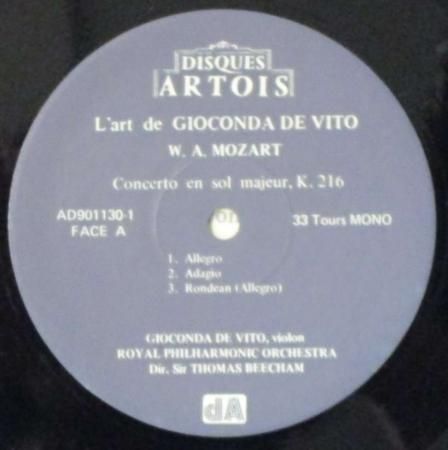 DISQUES
ARTOIS
L'art de GIOCONDA DE VITO
W. A. MOZART
Concerto en sol majeur, K. 216
AD901130-1
FACE A
33 Tours MONO
1. Allegro
2. Adagio
3. Rondean (Allegro)
GIOCONDA DE VITO, violon
ROYAL PHILHARMONIC ORCHESTRA
Dir. Sir THOMAS BEECHAM
dA